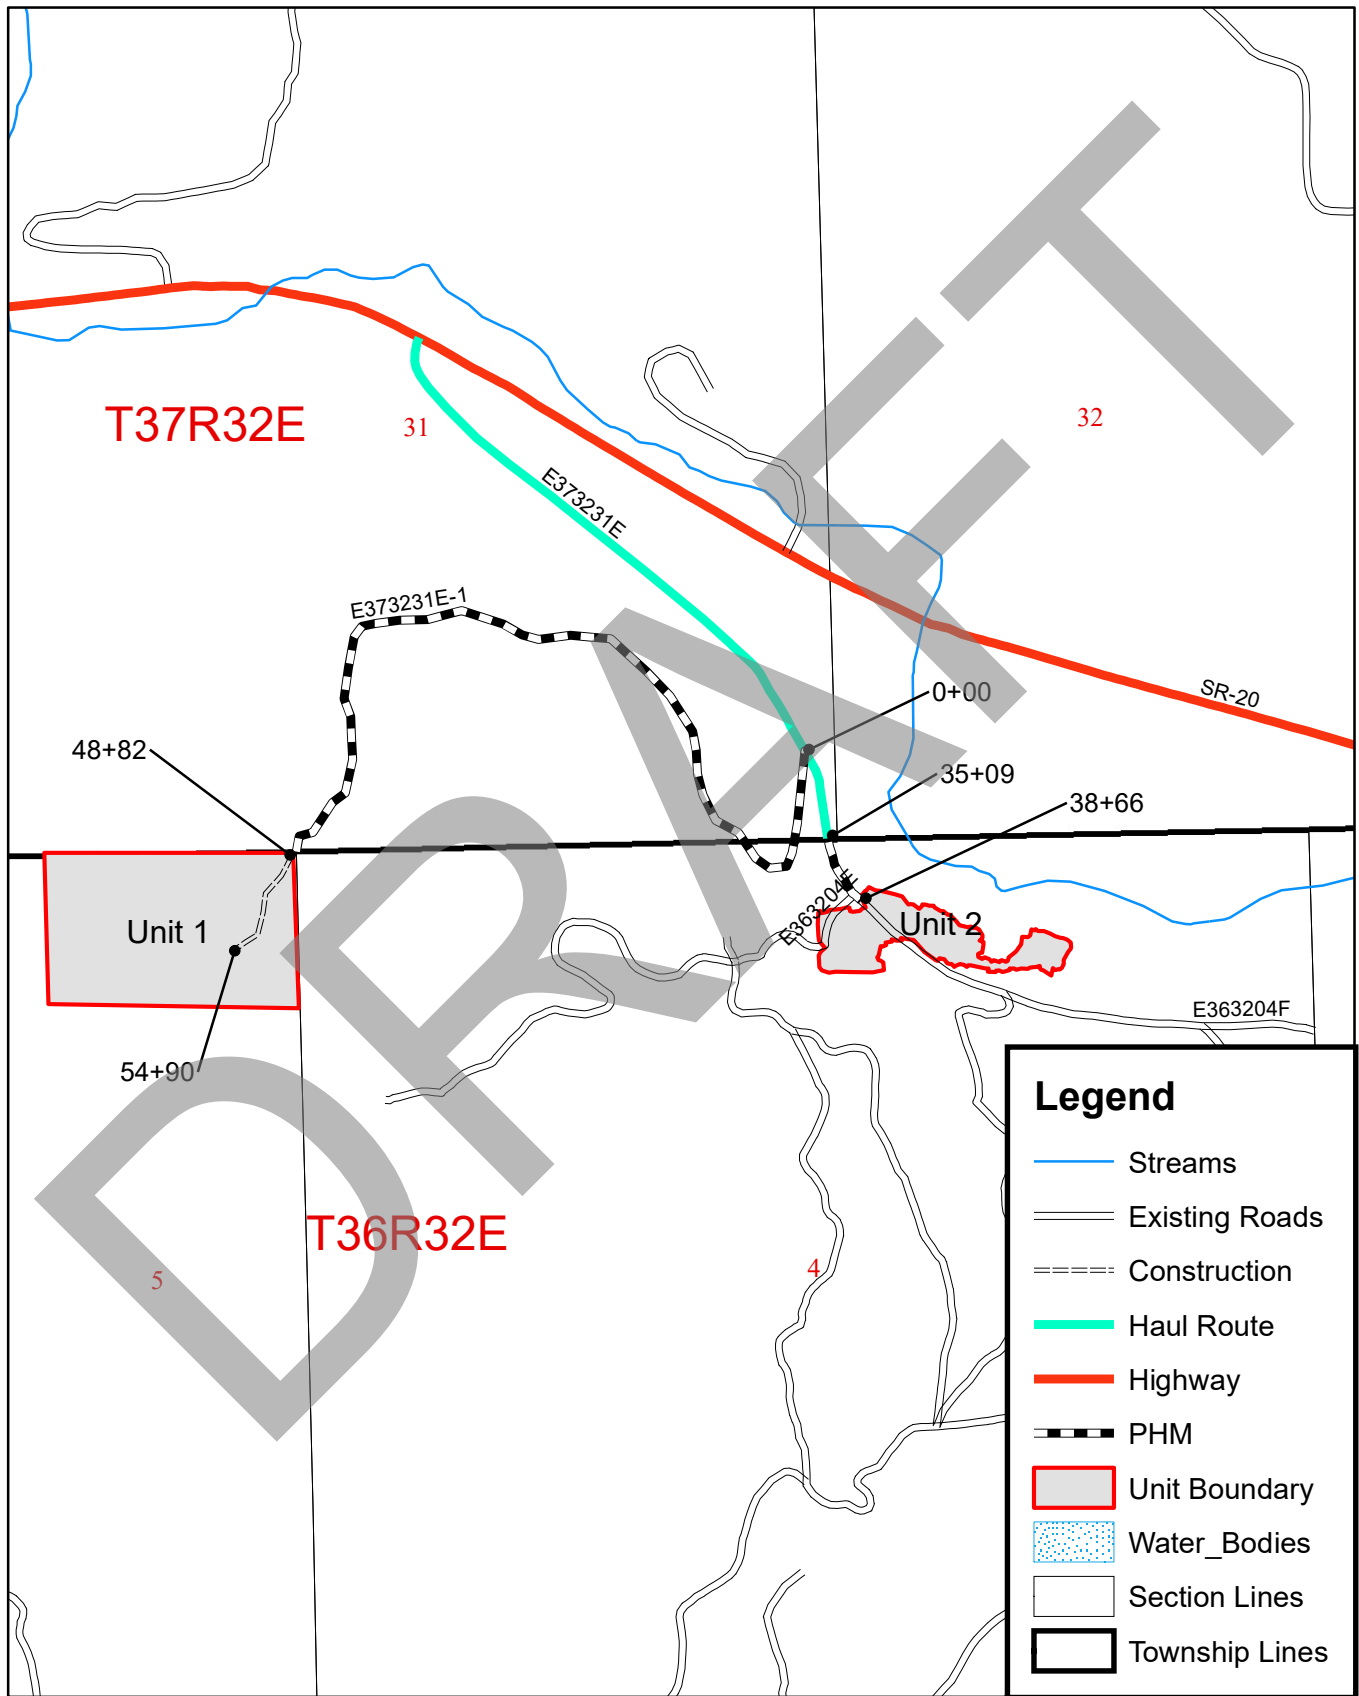 T37R32E
31
32
E373231E
E373231E-1
SR-20
0+00
48+82
35+09
38+66
E363204E
Unit 1
Unit 2
E363204F
54+90
T36R32E
5
4
DRAFT
Legend
Streams
Existing Roads
Construction
Haul Route
Highway
PHM
Unit Boundary
Water_Bodies
Section Lines
Township Lines